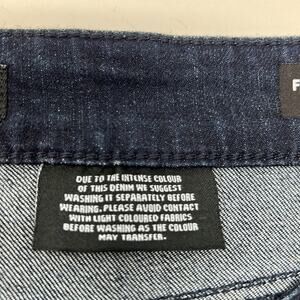 F
DUE TO THE INTENSE COLOUR
OF THIS DENIM WE SUGGEST
WASHING IT SEPARATELY BEFORE
WEARING. PLEASE AVOID CONTACT
WITH LIGHT COLOURED FABRICS
BEFORE WASHING AS THE COLOUR
MAY TRANSFER.